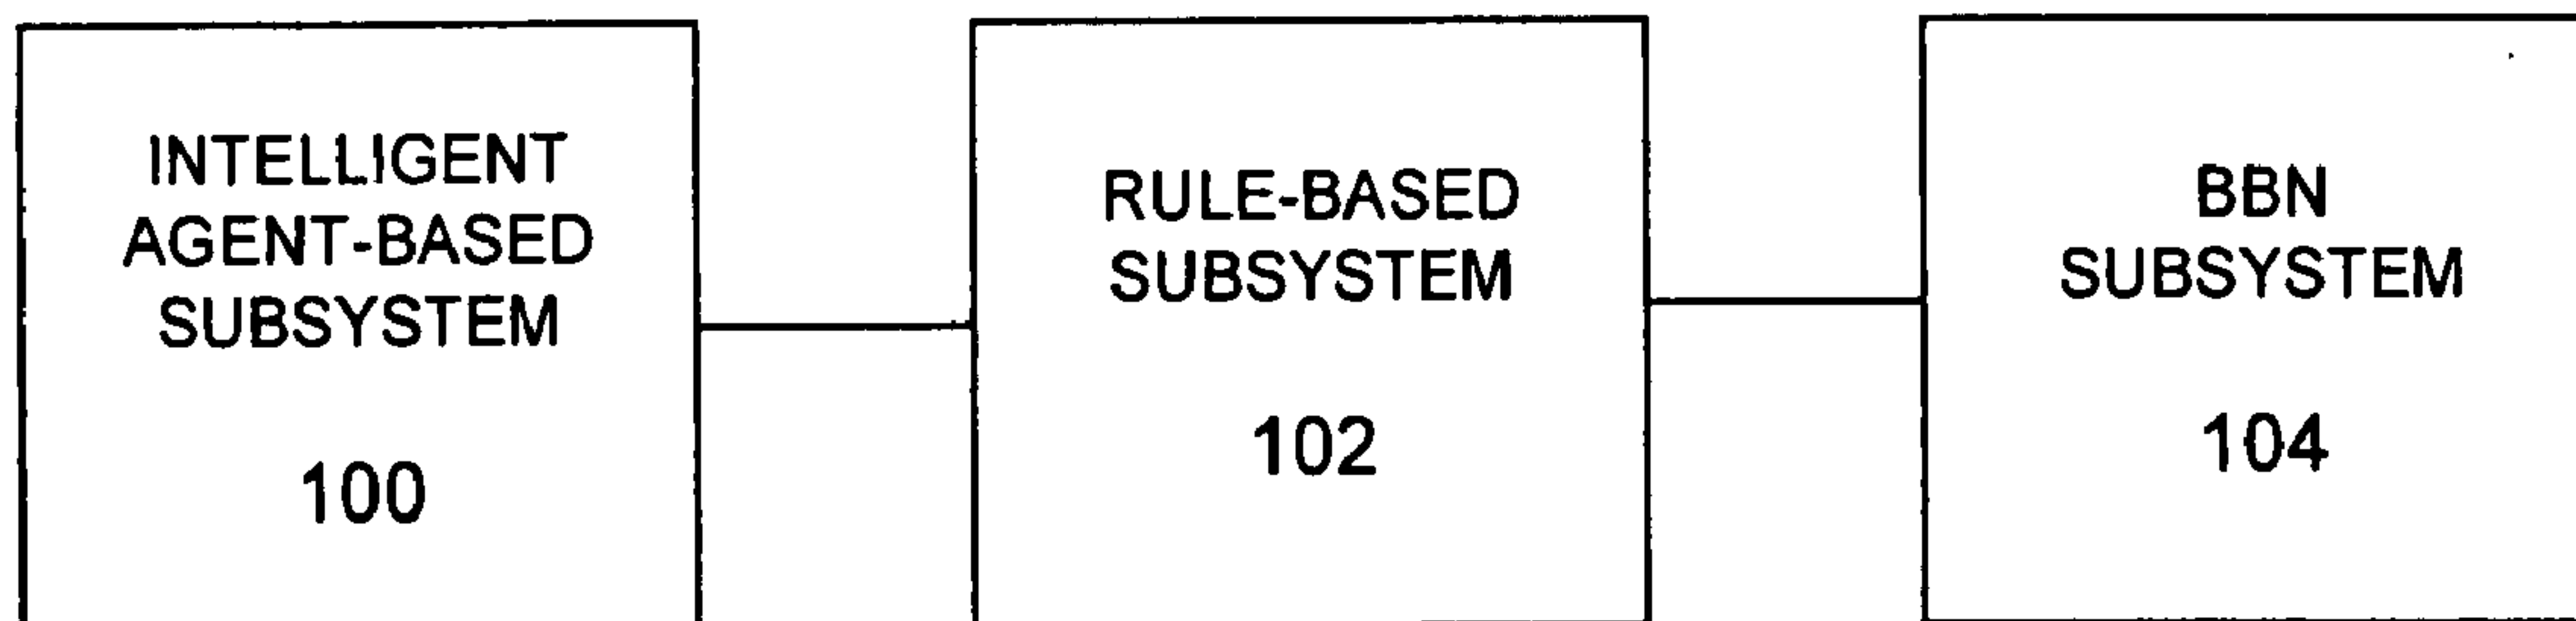 INTELLIGENT
AGENT-BASED
SUBSYSTEM
100
RULE-BASED
SUBSYSTEM
102
BBN
SUBSYSTEM
104